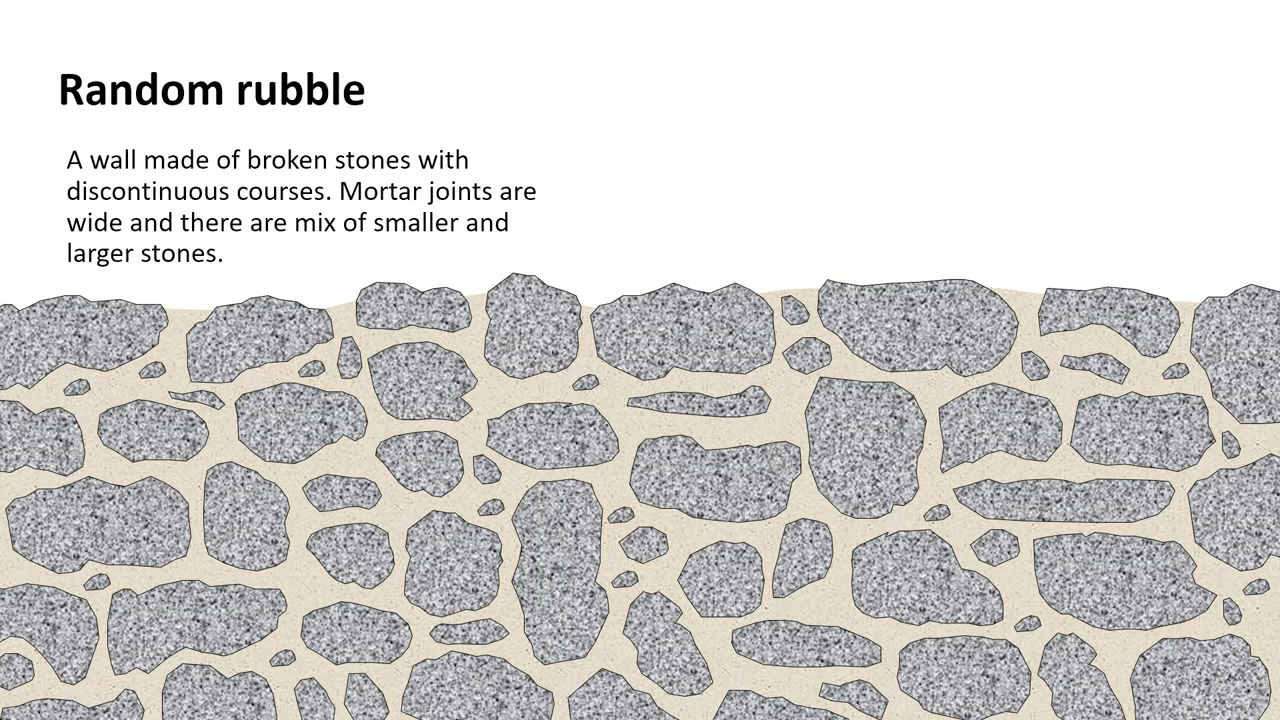 Random rubble
A wall made of broken stones with
discontinuous courses. Mortar joints are
wide and there are mix of smaller and
larger stones.